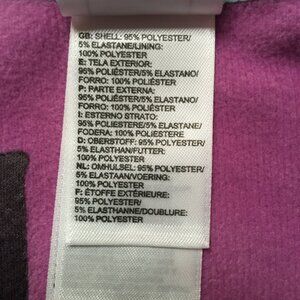 GB: SHELL: 95% POLYESTER/
5% ELASTANE/LINING:
100% POLYESTER
E: TELA EXTERIOR:
95% POLIÉSTER/5% ELASTANO/
FORRO: 100% POLIÉSTER
P: PARTE EXTERNA:
95% POLIÉSTER/5% ELASTANO/
FORRO: 100% POLIÉSTER
I: ESTERNO STRATO:
95% POLIESTERE/5% ELASTAN/
FODERA: 100% POLIESTERE
D: OBERSTOFF: 95% POLYESTER/
5% ELASTHAN/FUTTER:
100% POLYESTER
NL: OMHULSEL: 95% POLYESTER/
5% ELASTAAN/VOERING:
100% POLYESTER
F: ÉTOFFE EXTÉRIEUR:
95% POLYESTER/
5% ELASTHANNE/DOUBLURE:
100% POLYESTER